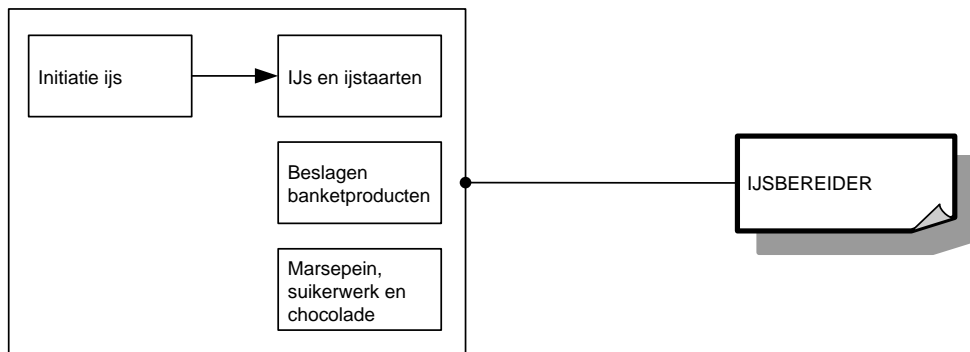 Initiatie ijs
IJs en ijstaarten
Beslagen
banketproducten
IJSBEREIDER
Marsepein,
suikerwerk en
chocolade